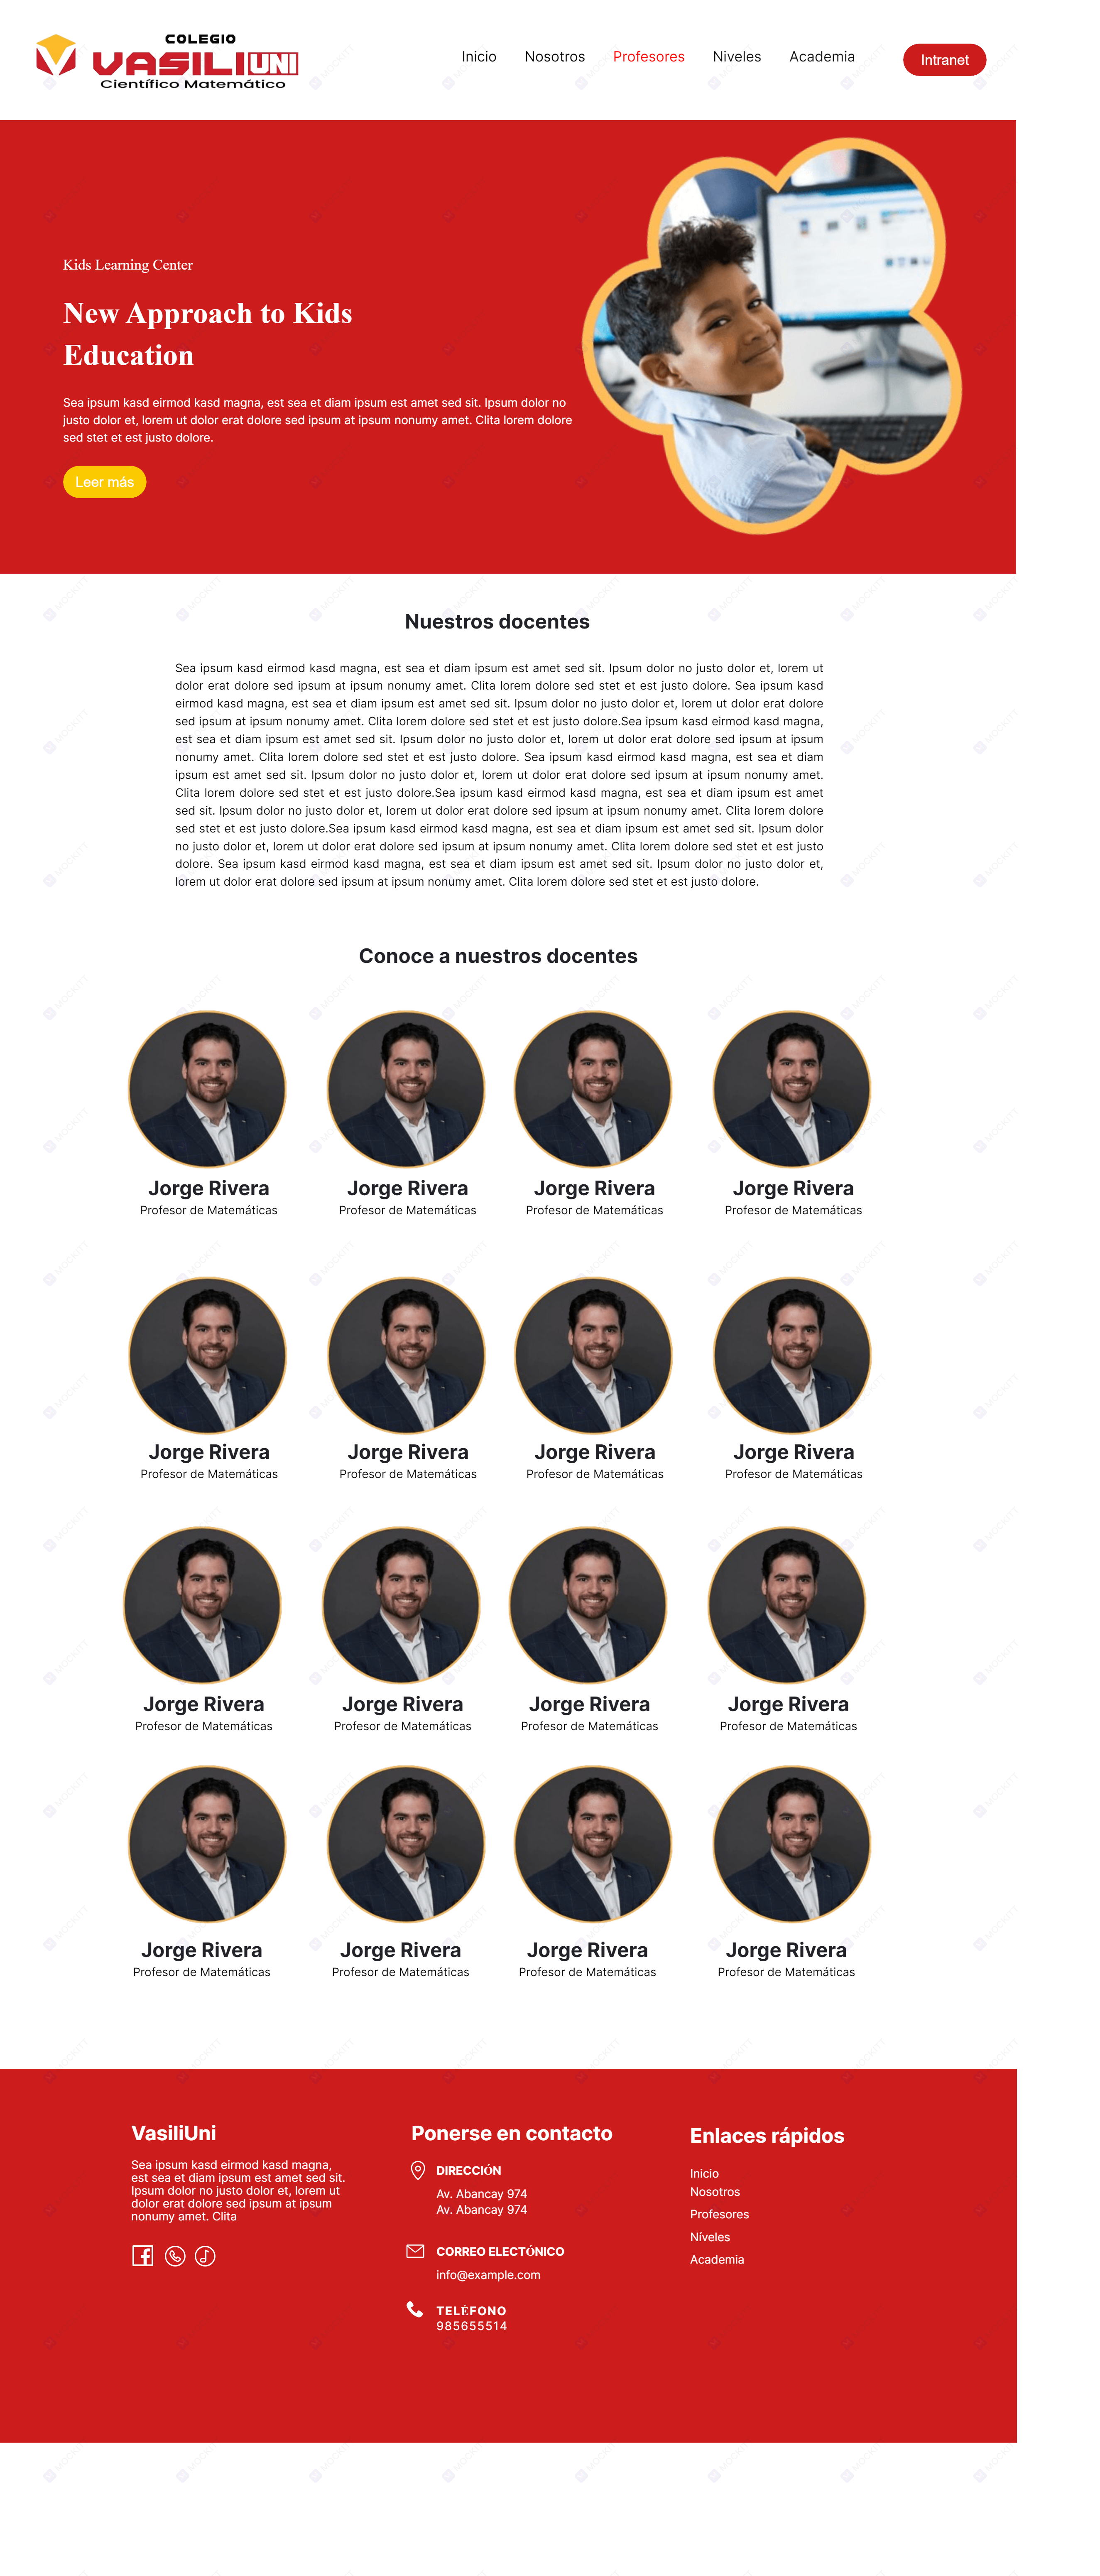 COLEGIO
VASILIUNI
Científico Matemático
Inicio Nosotros Profesores Niveles Academia Intranet
Kids Learning Center
New Approach to Kids
Education
Sea ipsum kasd eirmod kasd magna, est sea et diam ipsum est amet sed sit. Ipsum dolor no
justo dolor et, lorem ut dolor erat dolore sed ipsum at ipsum nonumy amet. Clita lorem dolore
sed stet et est justo dolore.
Leer más
Nuestros docentes
Sea ipsum kasd eirmod kasd magna, est sea et diam ipsum est amet sed sit. Ipsum dolor no justo dolor et, lorem ut
dolor erat dolore sed ipsum at ipsum nonumy amet. Clita lorem dolore sed stet et est justo dolore. Sea ipsum kasd
eirmod kasd magna, est sea et diam ipsum est amet sed sit. Ipsum dolor no justo dolor et, lorem ut dolor erat dolore
sed ipsum at ipsum nonumy amet. Clita lorem dolore sed stet et est justo dolore.Sea ipsum kasd eirmod kasd magna,
est sea et diam ipsum est amet sed sit. Ipsum dolor no justo dolor et, lorem ut dolor erat dolore sed ipsum at ipsum
nonumy amet. Clita lorem dolore sed stet et est justo dolore. Sea ipsum kasd eirmod kasd magna, est sea et diam
ipsum est amet sed sit. Ipsum dolor no justo dolor et, lorem ut dolor erat dolore sed ipsum at ipsum nonumy amet.
Clita lorem dolore sed stet et est justo dolore.Sea ipsum kasd eirmod kasd magna, est sea et diam ipsum est amet
sed sit. Ipsum dolor no justo dolor et, lorem ut dolor erat dolore sed ipsum at ipsum nonumy amet. Clita lorem dolore
sed stet et est justo dolore.Sea ipsum kasd eirmod kasd magna, est sea et diam ipsum est amet sed sit. Ipsum dolor
no justo dolor et, lorem ut dolor erat dolore sed ipsum at ipsum nonumy amet. Clita lorem dolore sed stet et est justo
dolore. Sea ipsum kasd eirmod kasd magna, est sea et diam ipsum est amet sed sit. Ipsum dolor no justo dolor et,
lorem ut dolor erat dolore sed ipsum at ipsum nonumy amet. Clita lorem dolore sed stet et est justo dolore.
Conoce a nuestros docentes
Jorge Rivera Jorge Rivera Jorge Rivera Jorge Rivera
Profesor de Matemáticas Profesor de Matemáticas Profesor de Matemáticas Profesor de Matemáticas
Jorge Rivera Jorge Rivera Jorge Rivera Jorge Rivera
Profesor de Matemáticas Profesor de Matemáticas Profesor de Matemáticas Profesor de Matemáticas
Jorge Rivera Jorge Rivera Jorge Rivera Jorge Rivera
Profesor de Matemáticas Profesor de Matemáticas Profesor de Matemáticas Profesor de Matemáticas
Jorge Rivera Jorge Rivera Jorge Rivera Jorge Rivera
Profesor de Matemáticas Profesor de Matemáticas Profesor de Matemáticas Profesor de Matemáticas
VasiliUni
Sea ipsum kasd eirmod kasd magna,
est sea et diam ipsum est amet sed sit.
Ipsum dolor no justo dolor et, lorem ut
dolor erat dolore sed ipsum at ipsum
nonumy amet. Clita
Ponerse en contacto
DIRECCIÓN
Av. Abancay 974
Av. Abancay 974
CORREO ELECTÓNICO
info@example.com
TELÉFONO
985655514
Enlaces rápidos
Inicio
Nosotros
Profesores
Níveles
Academia
MOCKITT